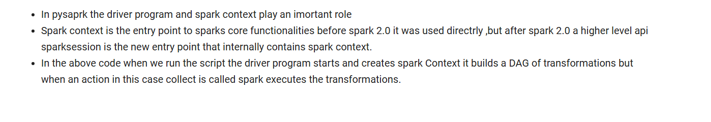 In pysaprk the driver program and spark context play an imortant role
Spark context is the entry point to sparks core functionalities before spark 2.0 it was used directrly ,but after spark 2.0 a higher level api
sparksession is the new entry point that internally contains spark context.
In the above code when we run the script the driver program starts and creates spark Context it builds a DAG of transformations but
when an action in this case collect is called spark executes the transformations.